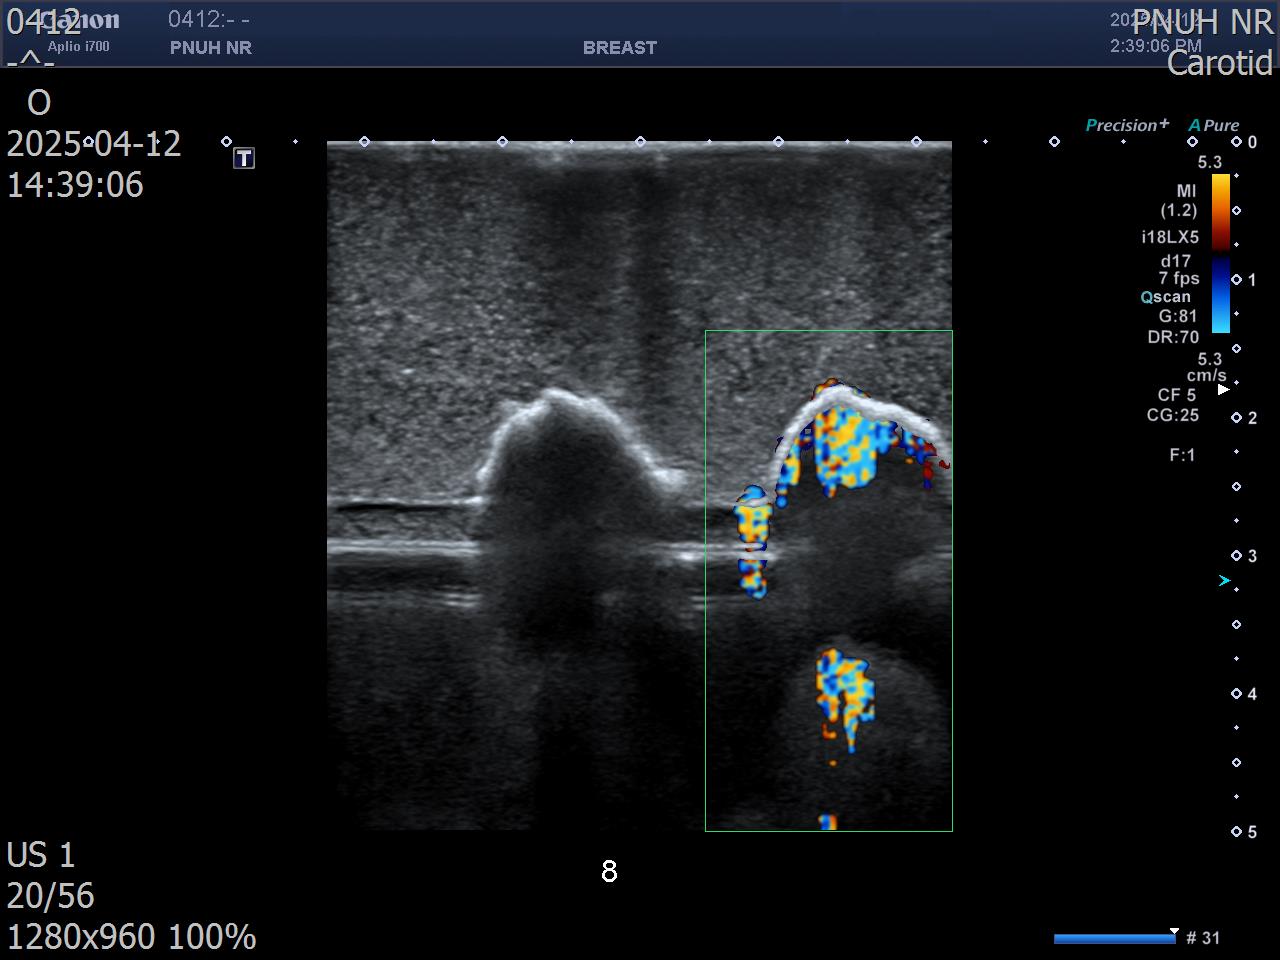 0412
Canon
0412:- -
PNUH NR
Aplio i700
PNUH NR
BREAST
2:39:06 PM
-^-
Carotid
O
2025-04-12
14:39:06
T
Precision+ APure
0
5.3
MI
(1.2)
i18LX5
d17
7 fps
1
Qscan
G:81
DR:70
5.3
cm/s
CF 5
CG:25
2
F:1
3
4
5
US 1
20/56
1280x960 100%
8
# 31